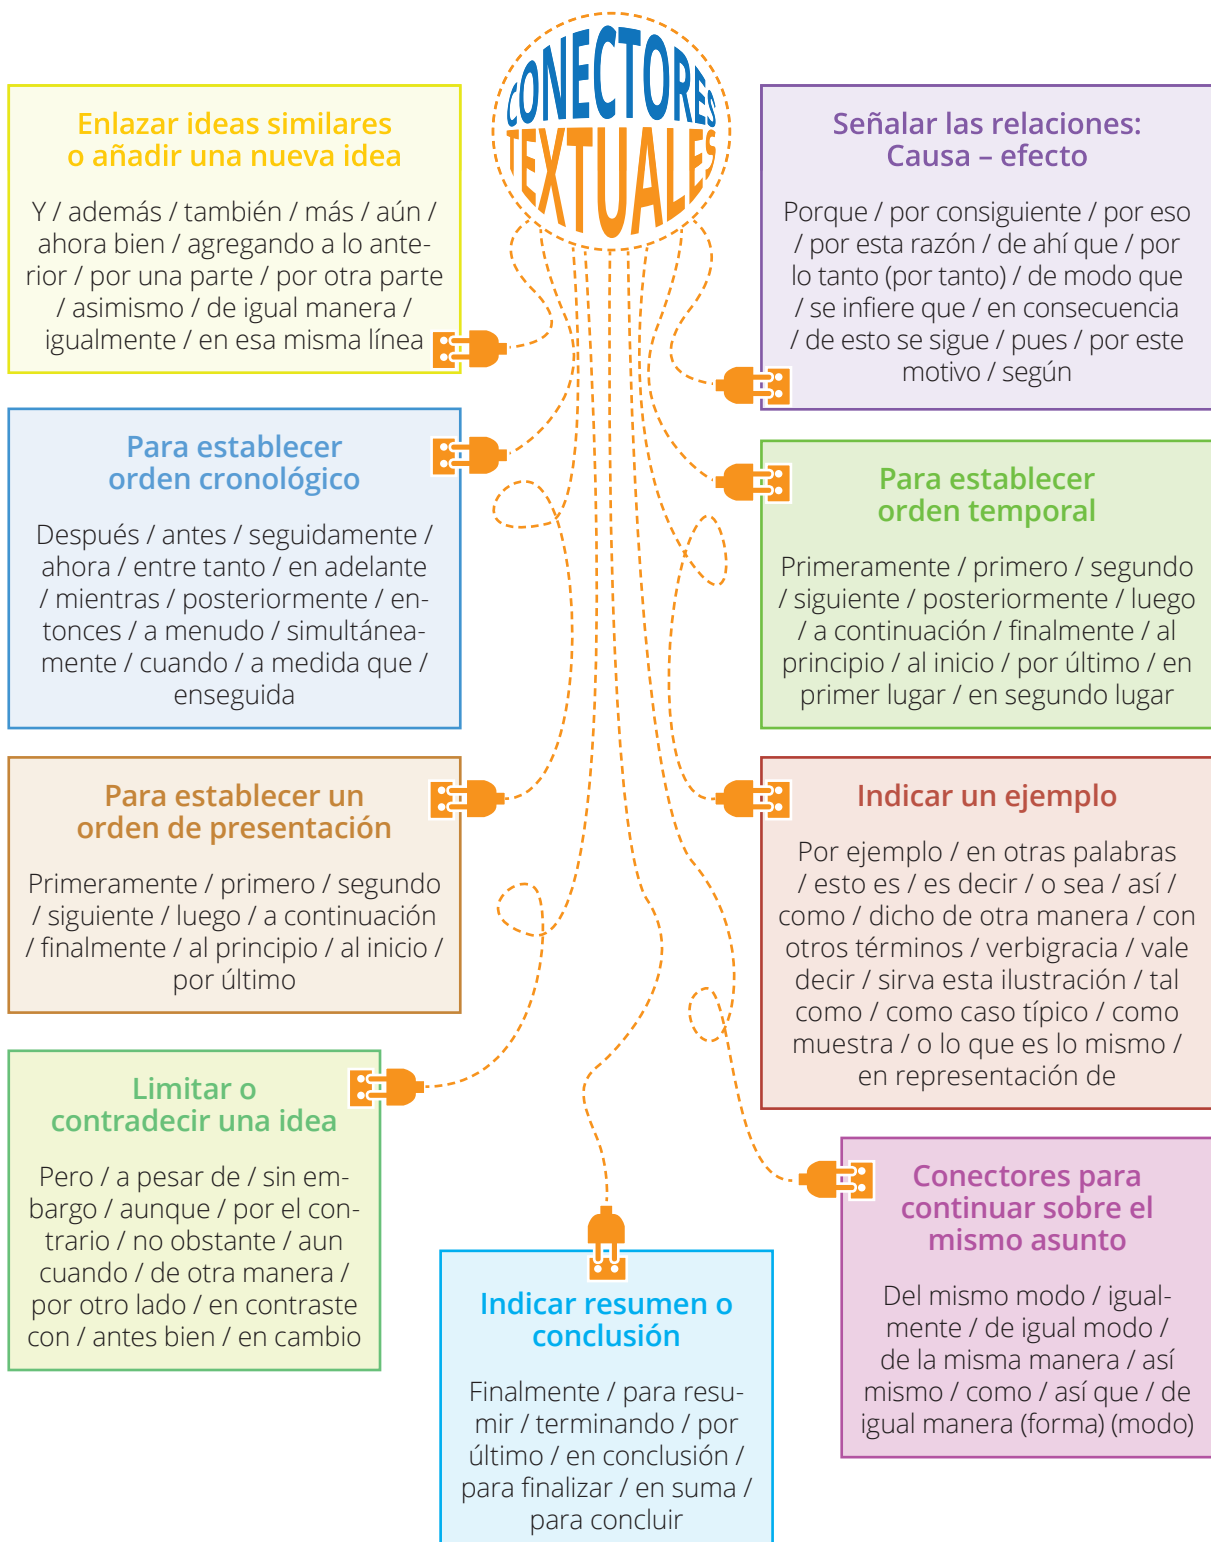 CONECTORES
TEXTUALES
Enlazar ideas similares
o añadir una nueva idea
Y / además / también / más / aún /
ahora bien / agregando a lo ante-
rior / por una parte / por otra parte
/ asimismo / de igual manera /
igualmente / en esa misma línea
Señalar las relaciones:
Causa – efecto
Porque / por consiguiente / por eso
/ por esta razón / de ahí que / por
lo tanto (por tanto) / de modo que
/ se infiere que / en consecuencia
/ de esto se sigue / pues / por este
motivo / según
Para establecer
orden cronológico
Después / antes / seguidamente /
ahora / entre tanto / en adelante
/ mientras / posteriormente / en-
tonces / a menudo / simultánea-
mente / cuando / a medida que /
enseguida
Para establecer
orden temporal
Primeramente / primero / segundo
/ siguiente / posteriormente / luego
/ a continuación / finalmente / al
principio / al inicio / por último / en
primer lugar / en segundo lugar
Para establecer un
orden de presentación
Primeramente / primero / segundo
/ siguiente / luego / a continuación
/ finalmente / al principio / al inicio /
por último
Indicar un ejemplo
Por ejemplo / en otras palabras
/ esto es / es decir / o sea / así /
como / dicho de otra manera / con
otros términos / verbigracia / vale
decir / sirva esta ilustración / tal
como / como caso típico / como
muestra / o lo que es lo mismo /
en representación de
Limitar o
contradecir una idea
Pero / a pesar de / sin em-
bargo / aunque / por el con-
trario / no obstante / aun
cuando / de otra manera /
por otro lado / en contraste
con / antes bien / en cambio
Indicar resumen o
conclusión
Finalmente / para resu-
mir / terminando / por
último / en conclusión /
para finalizar / en suma /
para concluir
Conectores para
continuar sobre el
mismo asunto
Del mismo modo / igual-
mente / de igual modo /
de la misma manera / así
mismo / como / así que / de
igual manera (forma) (modo)